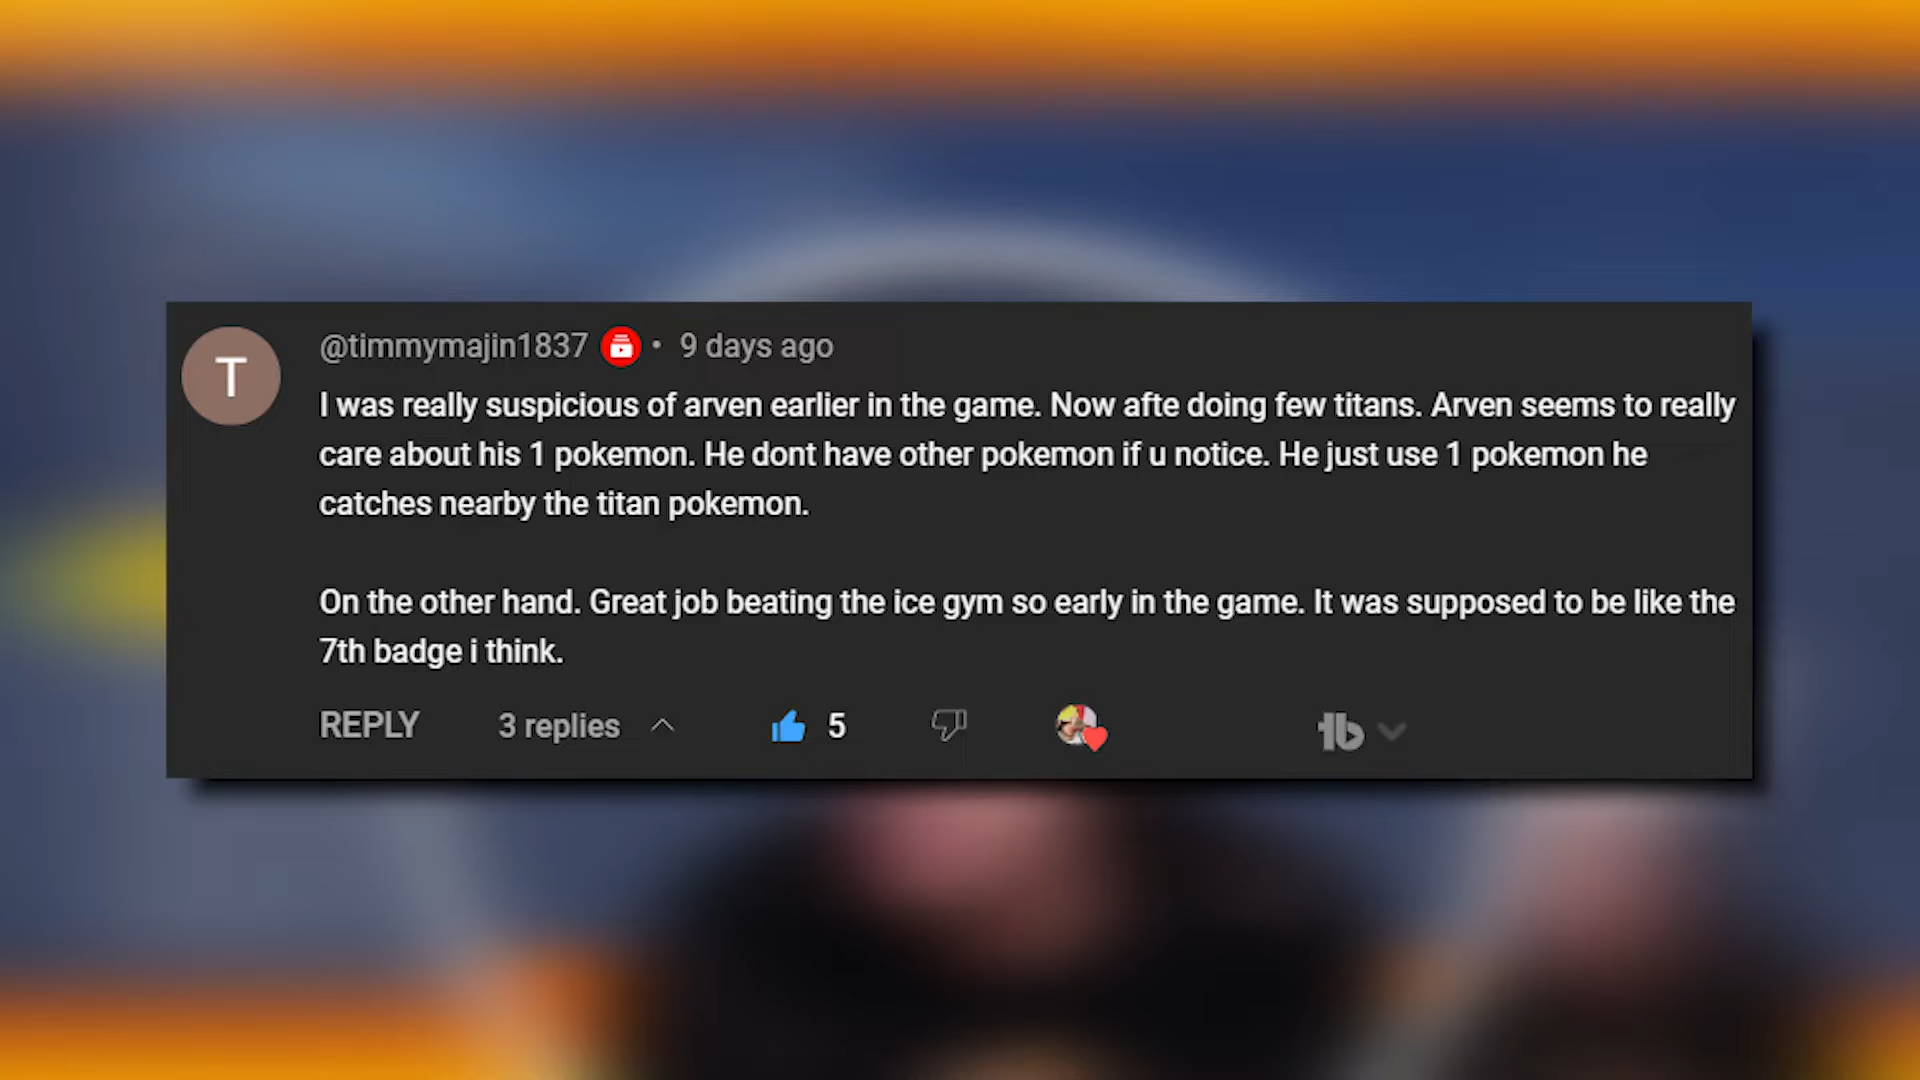 T
@timmymajin1837 • 9 days ago
I was really suspicious of arven earlier in the game. Now afte doing few titans. Arven seems to really
care about his 1 pokemon. He dont have other pokemon if u notice. He just use 1 pokemon he
catches nearby the titan pokemon.
On the other hand. Great job beating the ice gym so early in the game. It was supposed to be like the
7th badge i think.
REPLY 3 replies 5 tb